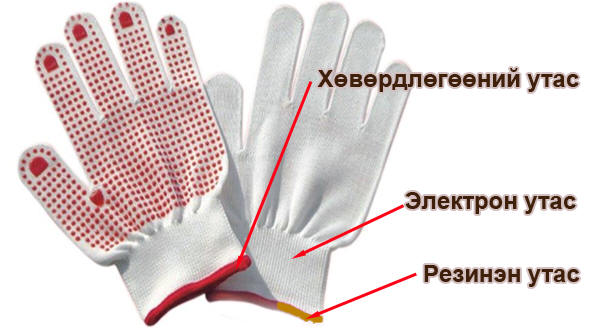 Хөвөрдлөгөөний утас
Электрон утас
Резинэн утас